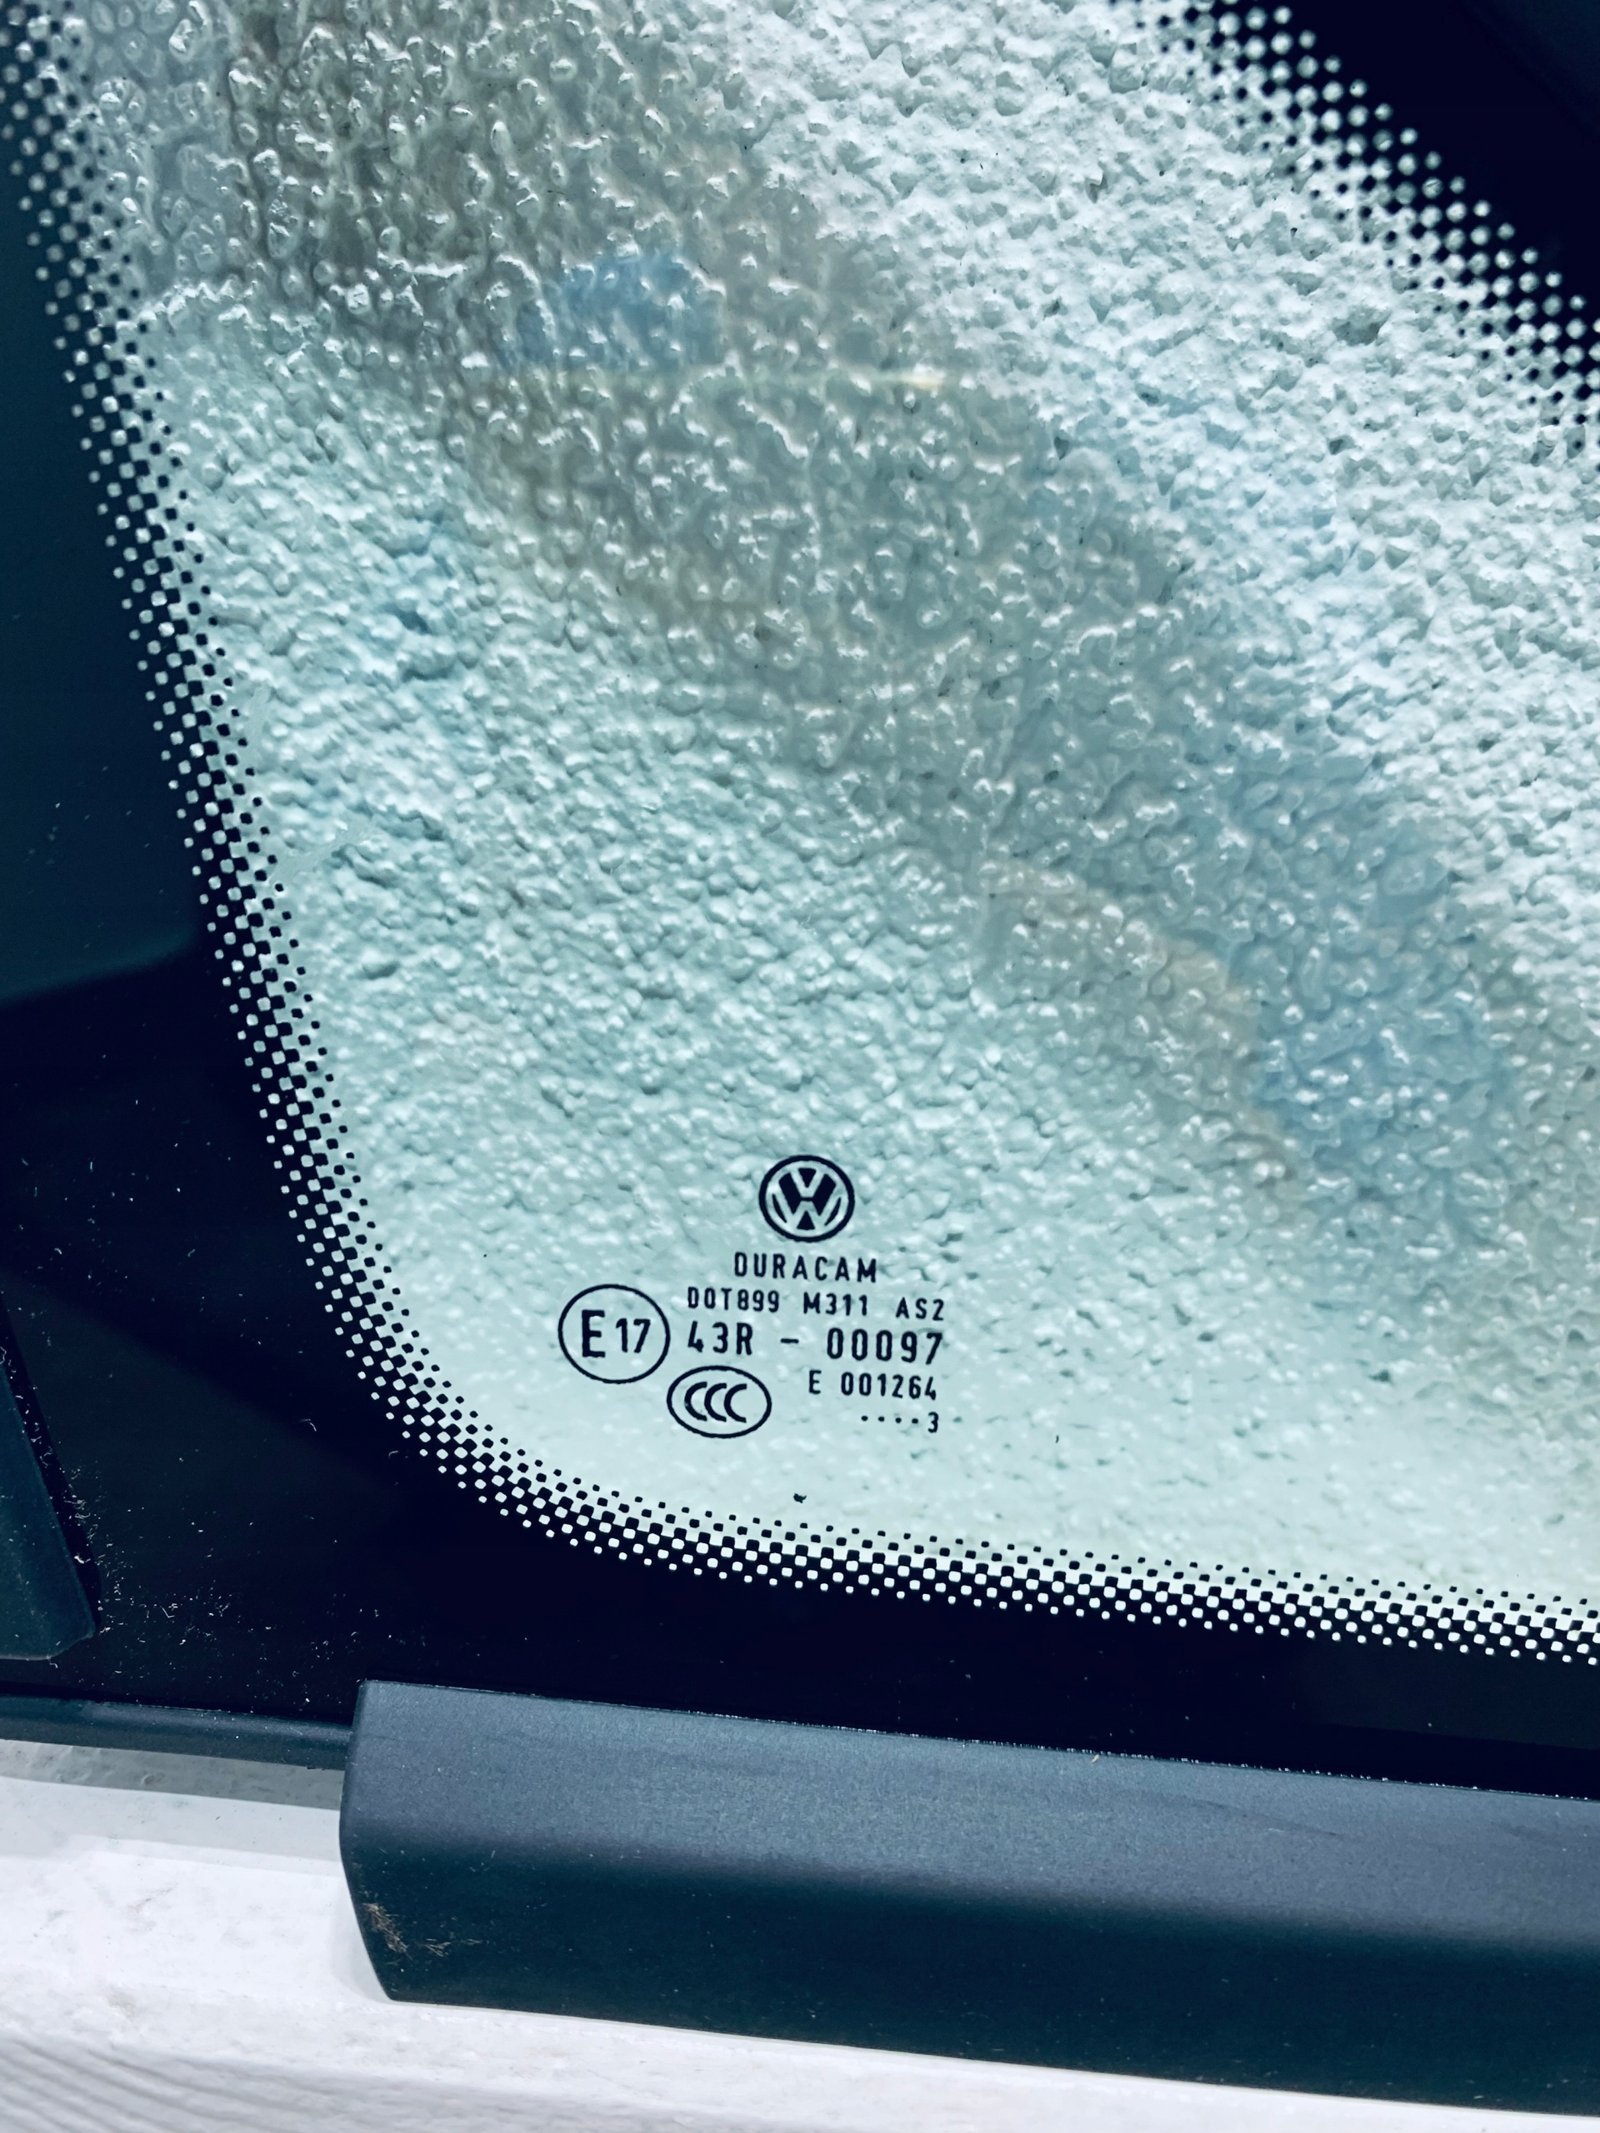 DURACAM
DOT899 M311 AS2
E17 43R - 00097
CCC E 001264
....3